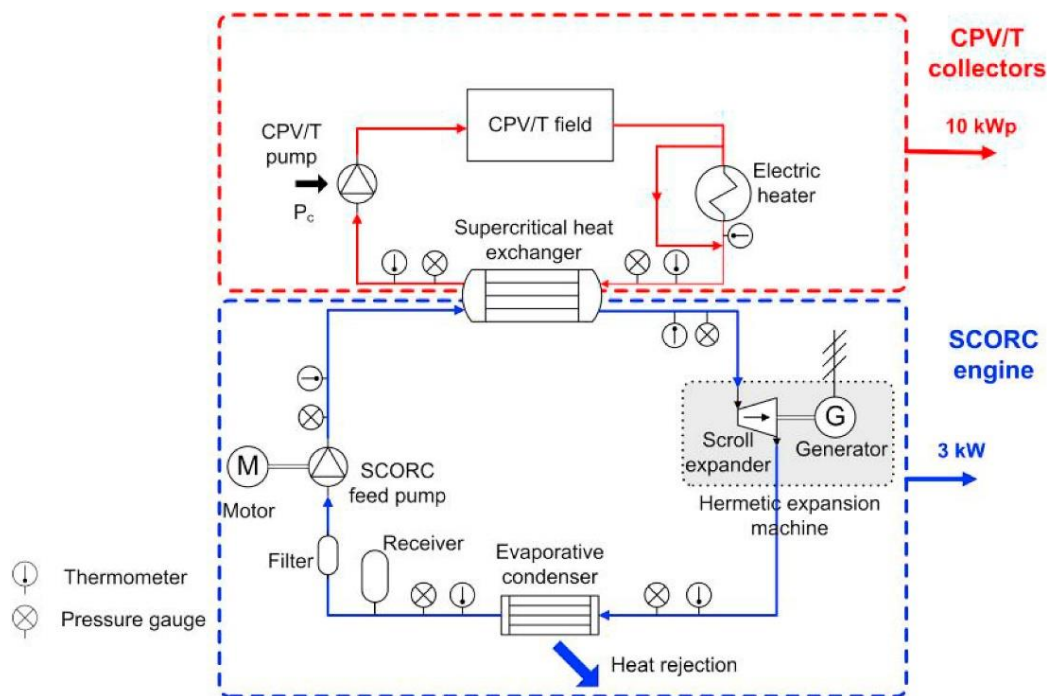 CPV/T
collectors
10 kWp
CPV/T field
CPV/T
pump
P_c
Electric
heater
Supercritical heat
exchanger
SCORC
engine
3 kW
G
Scroll
expander
Generator
Hermetic expansion
machine
M
Motor
SCORC
feed pump
Filter
Receiver
Evaporative
condenser
Heat rejection
Thermometer
Pressure gauge